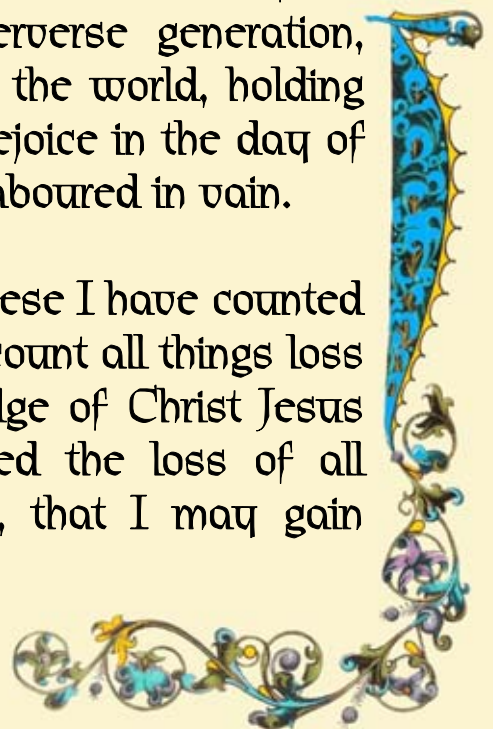 erverse generation,
the world, holding
ejoice in the day of
aboured in vain.
ese I have counted
count all things loss
dge of Christ Jesus
ed the loss of all
, that I may gain